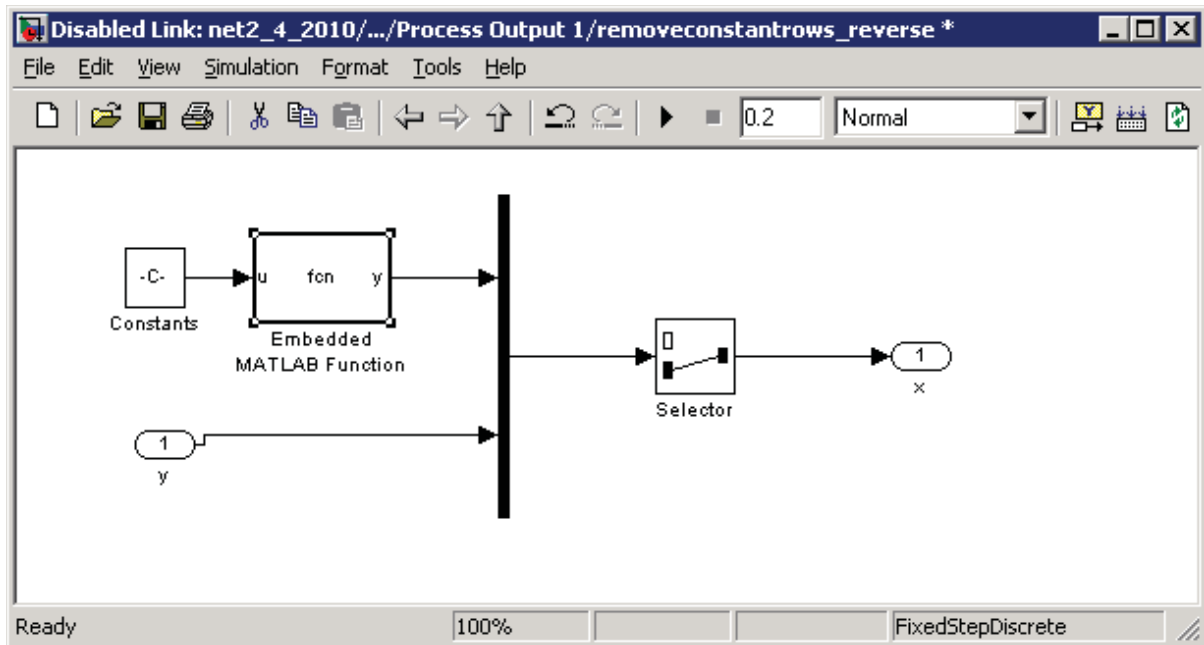 Disabled Link: net2_4_2010/.../Process Output 1/removeconstantrows_reverse *
File Edit View Simulation Format Tools Help
0.2 Normal
-C-
Constants
u fcn y
Embedded
MATLAB Function
1
y
Selector
1
x
Ready 100% FixedStepDiscrete